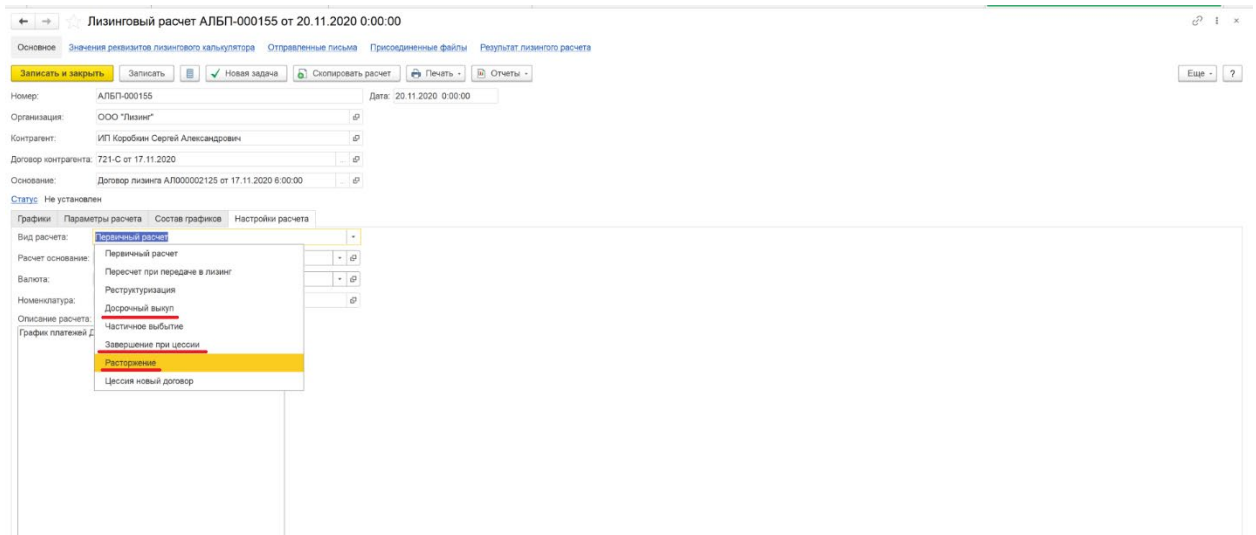 Лизинговый расчет АЛБП-000155 от 20.11.2020 0:00:00
Основное Значения реквизитов лизингового калькулятора Отправленные письма Присоединенные файлы Результат лизингого расчета
Записать и закрыть Записать Новая задача Скопировать расчет Печать Отчеты Еще ?
Номер: АЛБП-000155 Дата: 20.11.2020 0:00:00
Организация: ООО "Лизинг"
Контрагент: ИП Коробкин Сергей Александрович
Договор контрагента: 721-С от 17.11.2020
Основание: Договор лизинга АЛ000002125 от 17.11.2020 6:00:00
Статус Не установлен
Графики Параметры расчета Состав графиков Настройки расчета
Вид расчета: Первичный расчет
Первичный расчет
Расчет основание:
Пересчет при передаче в лизинг
Валюта:
Реструктуризация
Номенклатура:
Досрочный выкуп
Описание расчета:
Частичное выбытие
График платежей Д
Завершение при цессии
Расторжение
Цессия новый договор